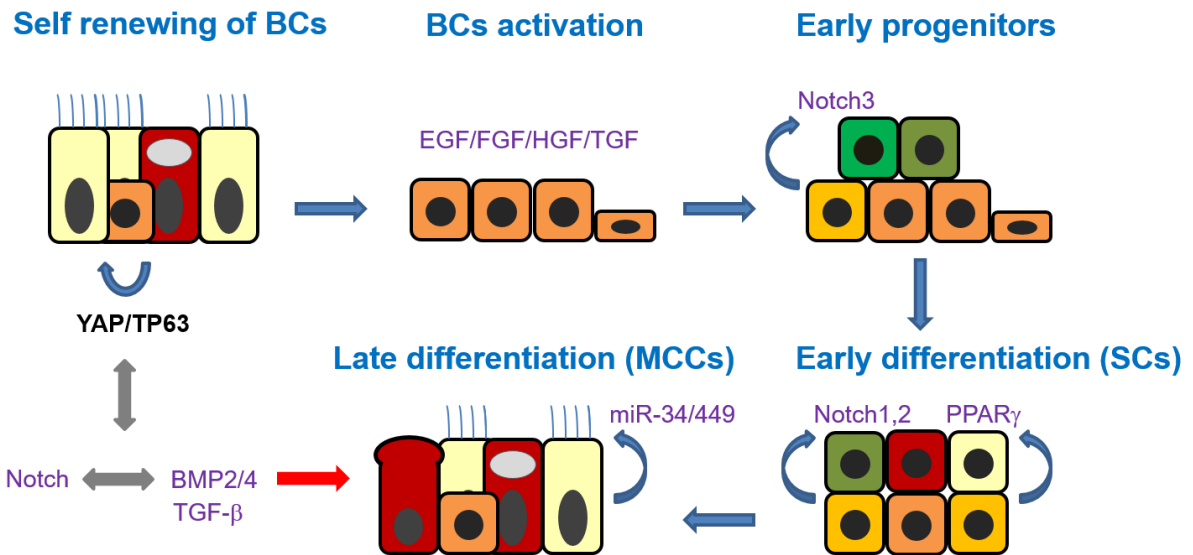 Self renewing of BCs
BCs activation
Early progenitors
Notch3
EGF/FGF/HGF/TGF
YAP/TP63
Late differentiation (MCCs)
Early differentiation (SCs)
miR-34/449
Notch1,2
PPARγ
Notch
BMP2/4
TGF-β